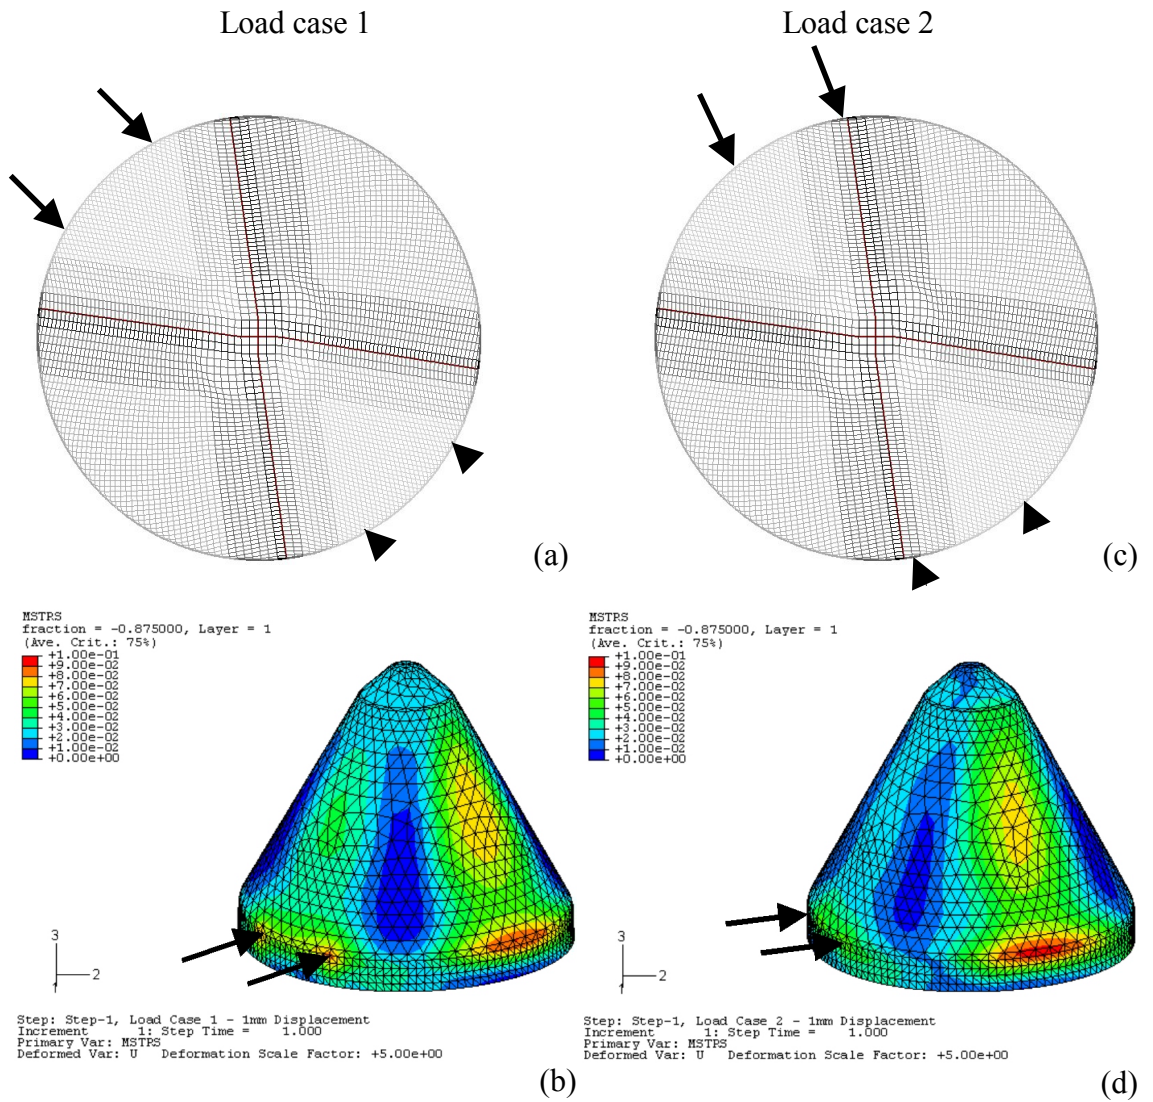 Load case 1
Load case 2
(a)
(c)
MSTRS
fraction = -0.875000, Layer = 1
(Ave. Crit.: 75%)
+1.00e-01
+9.00e-02
+8.00e-02
+7.00e-02
+6.00e-02
+5.00e-02
+4.00e-02
+3.00e-02
+2.00e-02
+1.00e-02
+0.00e+00
3
2
Step: Step-1, Load Case 1 - 1mm Displacement
Increment 1: Step Time = 1.000
Primary Var: MSTRS
Deformed Var: U Deformation Scale Factor: +5.00e+00
(b)
MSTRS
fraction = -0.875000, Layer = 1
(Ave. Crit.: 75%)
+1.00e-01
+9.00e-02
+8.00e-02
+7.00e-02
+6.00e-02
+5.00e-02
+4.00e-02
+3.00e-02
+2.00e-02
+1.00e-02
+0.00e+00
3
2
Step: Step-1, Load Case 2 - 1mm Displacement
Increment 1: Step Time = 1.000
Primary Var: MSTRS
Deformed Var: U Deformation Scale Factor: +5.00e+00
(d)